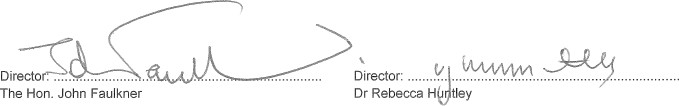 Director: Director:
The Hon. John Faulkner Dr Rebecca Huntley